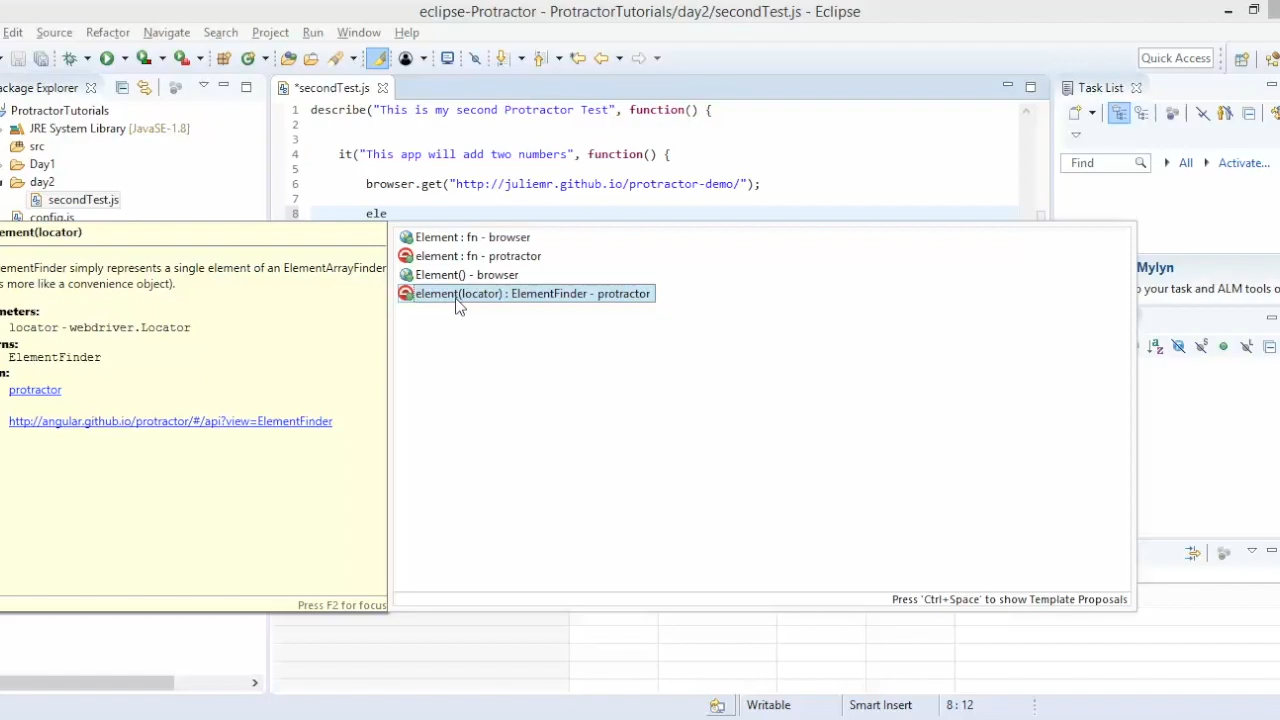 eclipse-Protractor - ProtractorTutorials/day2/secondTest.js - Eclipse
Edit Source Refactor Navigate Search Project Run Window Help
Quick Access
ackage Explorer
*secondTest.js
Task List
ProtractorTutorials
JRE System Library [JavaSE-1.8]
src
Day1
day2
secondTest.js
config.js
1 describe("This is my second Protractor Test", function() {
2
3
4 it("This app will add two numbers", function() {
5
6 browser.get("http://juliemr.github.io/protractor-demo/");
7
8 ele
Find
All
Activate...
ement(locator)
ementFinder simply represents a single element of an ElementArrayFinder
s more like a convenience object).
meters:
locator - webdriver.Locator
rns:
ElementFinder
n:
protractor
http://angular.github.io/protractor/#/api?view=ElementFinder
Press F2 for focus
Element : fn - browser
element : fn - protractor
Element() - browser
element(locator) : ElementFinder - protractor
Press 'Ctrl+Space' to show Template Proposals
Mylyn
o your task and ALM tools o
Writable
Smart Insert
8 : 12